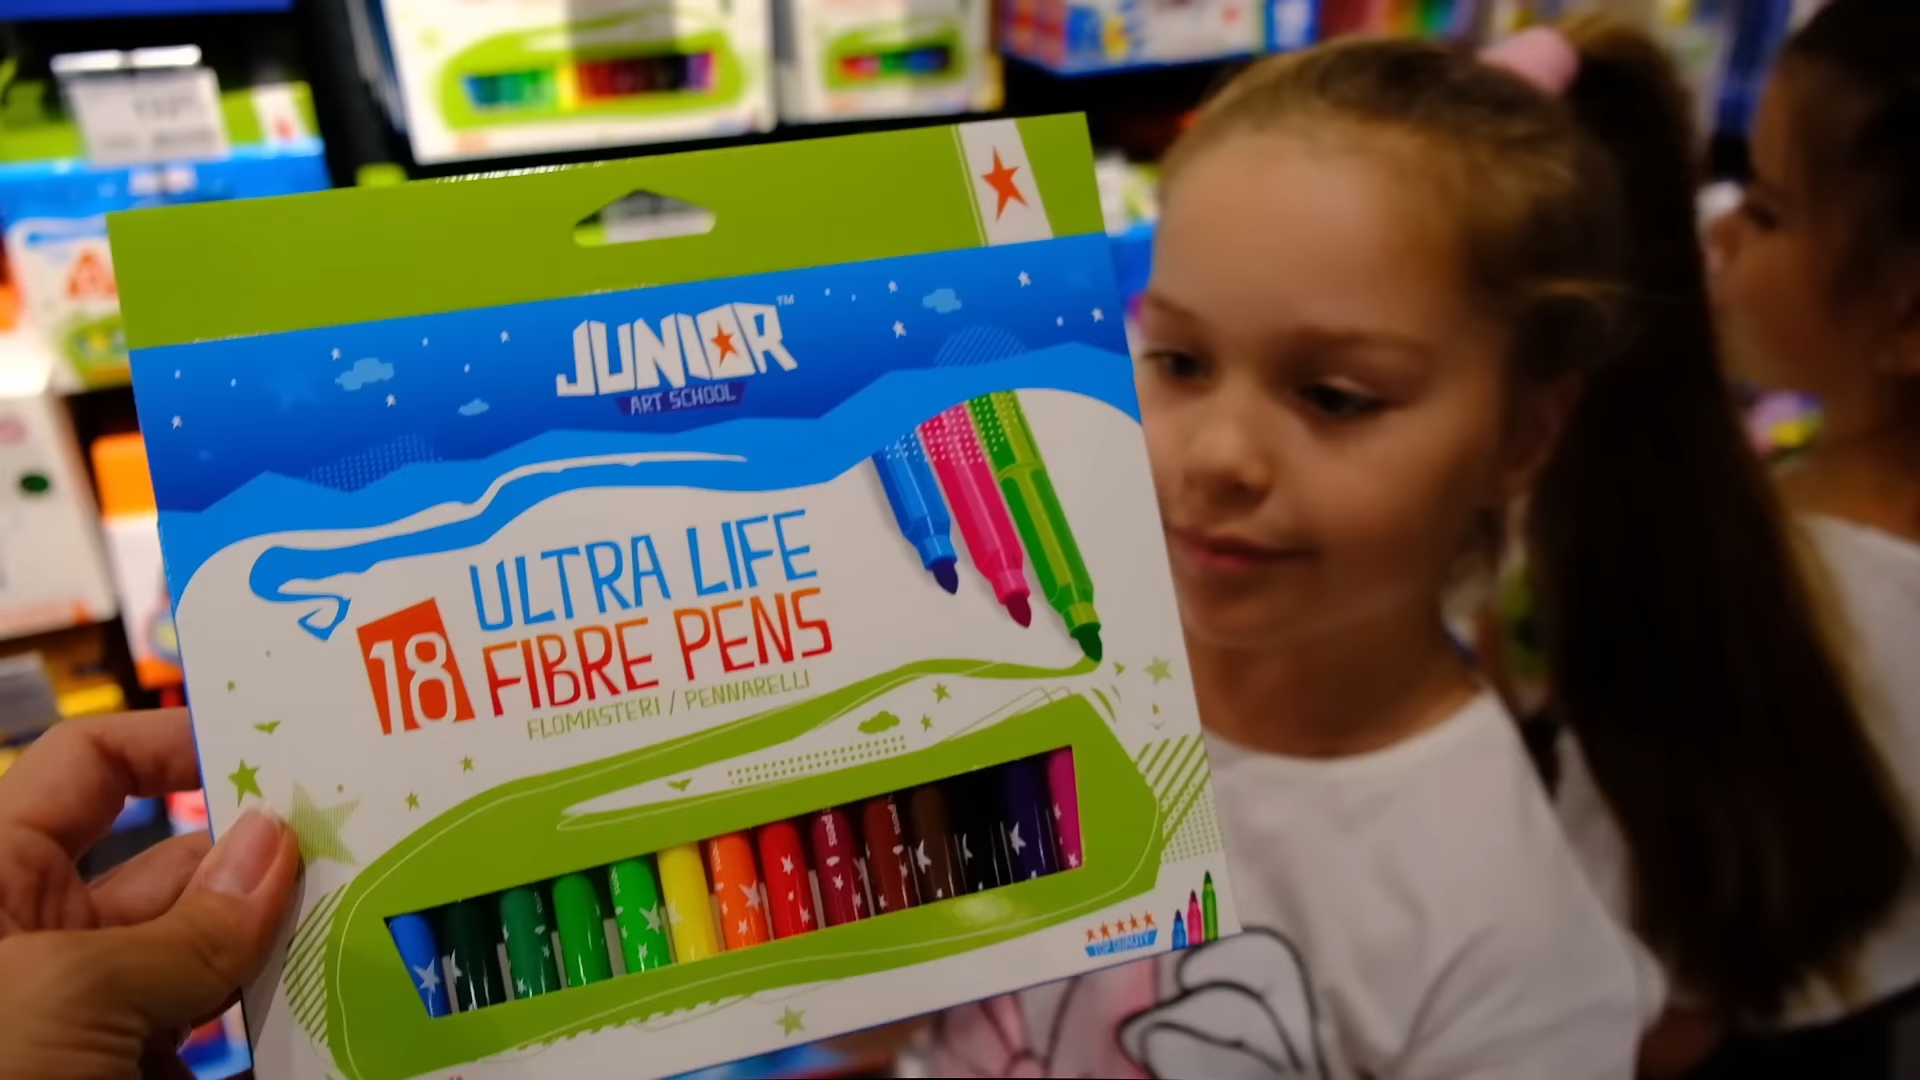 JUNIOR™
ART SCHOOL
18
ULTRA LIFE
FIBRE PENS
FLOMASTERI / PENNARELLI
TOP QUALITY